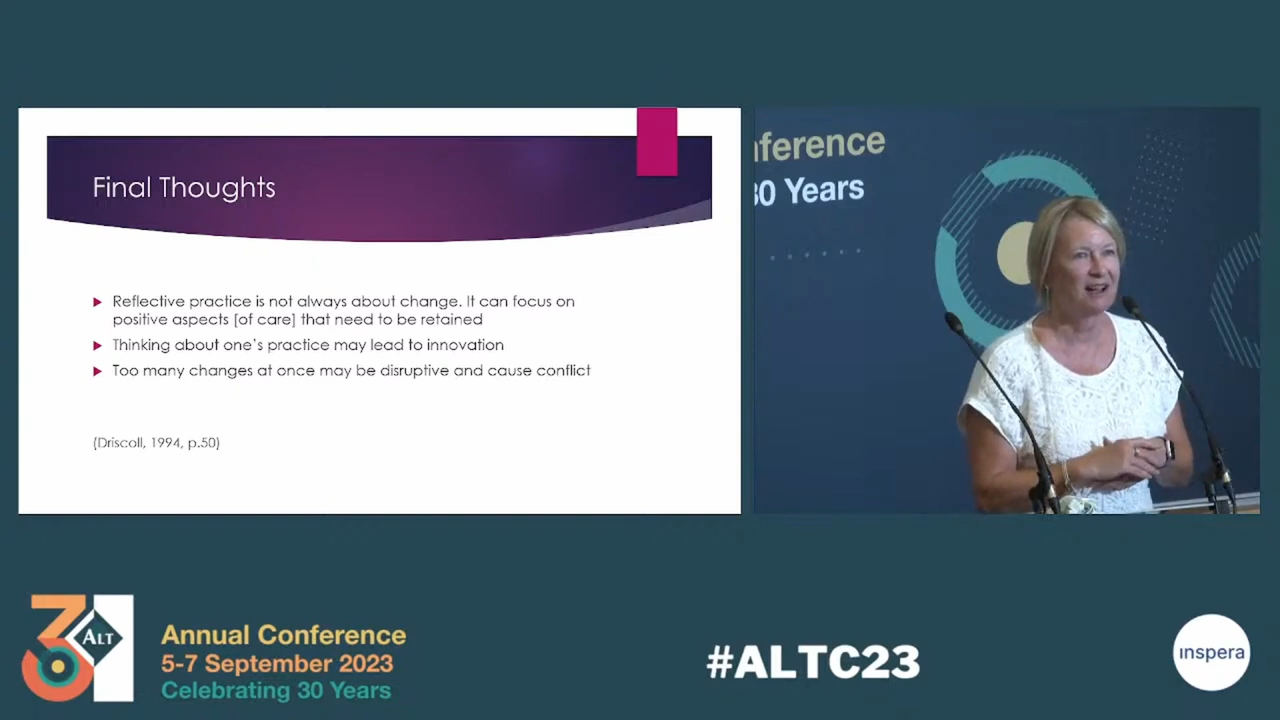 Final Thoughts
Reflective practice is not always about change. It can focus on
positive aspects [of care] that need to be retained
Thinking about one's practice may lead to innovation
Too many changes at once may be disruptive and cause conflict
(Driscoll, 1994, p.50)
nference
30 Years
ALT
Annual Conference
5-7 September 2023
Celebrating 30 Years
#ALTC23
inspera